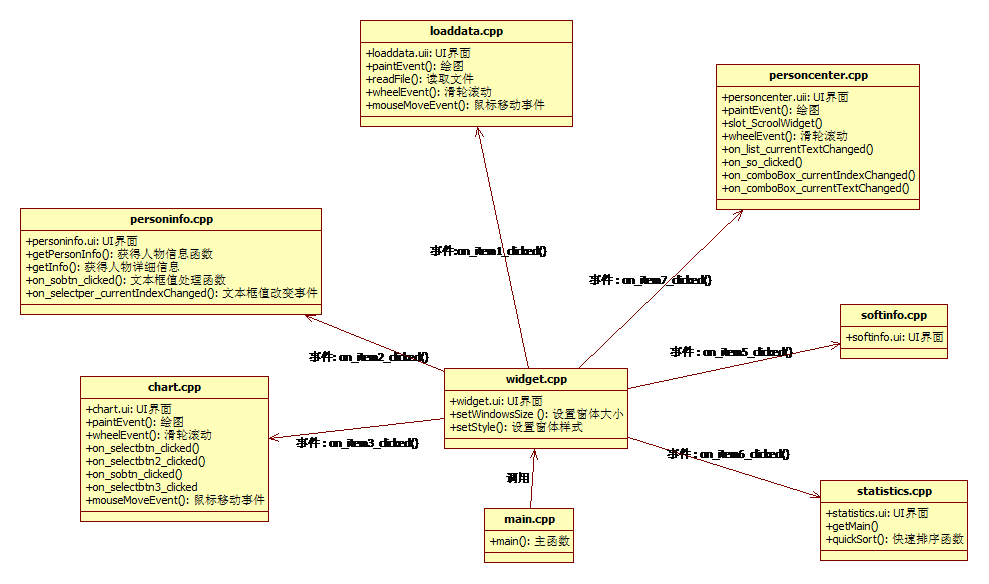 loaddata.cpp
+loaddata.uii: UI界面
+paintEvent(): 绘图
+readFile(): 读取文件
+wheelEvent(): 滑轮滚动
+mouseMoveEvent(): 鼠标移动事件
personcenter.cpp
+personcenter.uii: UI界面
+paintEvent(): 绘图
+slot_ScroolWidget()
+wheelEvent(): 滑轮滚动
+on_list_currentTextChanged()
+on_so_clicked()
+on_comboBox_currentIndexChanged()
+on_comboBox_currentTextChanged()
personinfo.cpp
+personinfo.ui: UI界面
+getPersonInfo(): 获得人物信息函数
+getInfo(): 获得人物详细信息
+on_sobtn_clicked(): 文本框值处理函数
+on_selectper_currentIndexChanged(): 文本框值改变事件
事件:on_item1_clicked()
事件：on_item7_clicked()
softinfo.cpp
+softinfo.ui: UI界面
事件: on_item2_clicked()
事件：on_item5_clicked()
widget.cpp
+widget.ui: UI界面
+setWindowsSize (): 设置窗体大小
+setStyle(): 设置窗体样式
chart.cpp
+chart.ui: UI界面
+paintEvent(): 绘图
+wheelEvent(): 滑轮滚动
+on_selectbtn_clicked()
+on_selectbtn2_clicked()
+on_sobtn_clicked()
+on_selectbtn3_clicked
+mouseMoveEvent(): 鼠标移动事件
事件：on_item3_clicked()
事件：on_item6_clicked()
调用
statistics.cpp
+statistics.ui: UI界面
+getMain()
+quickSort(): 快速排序函数
main.cpp
+main(): 主函数